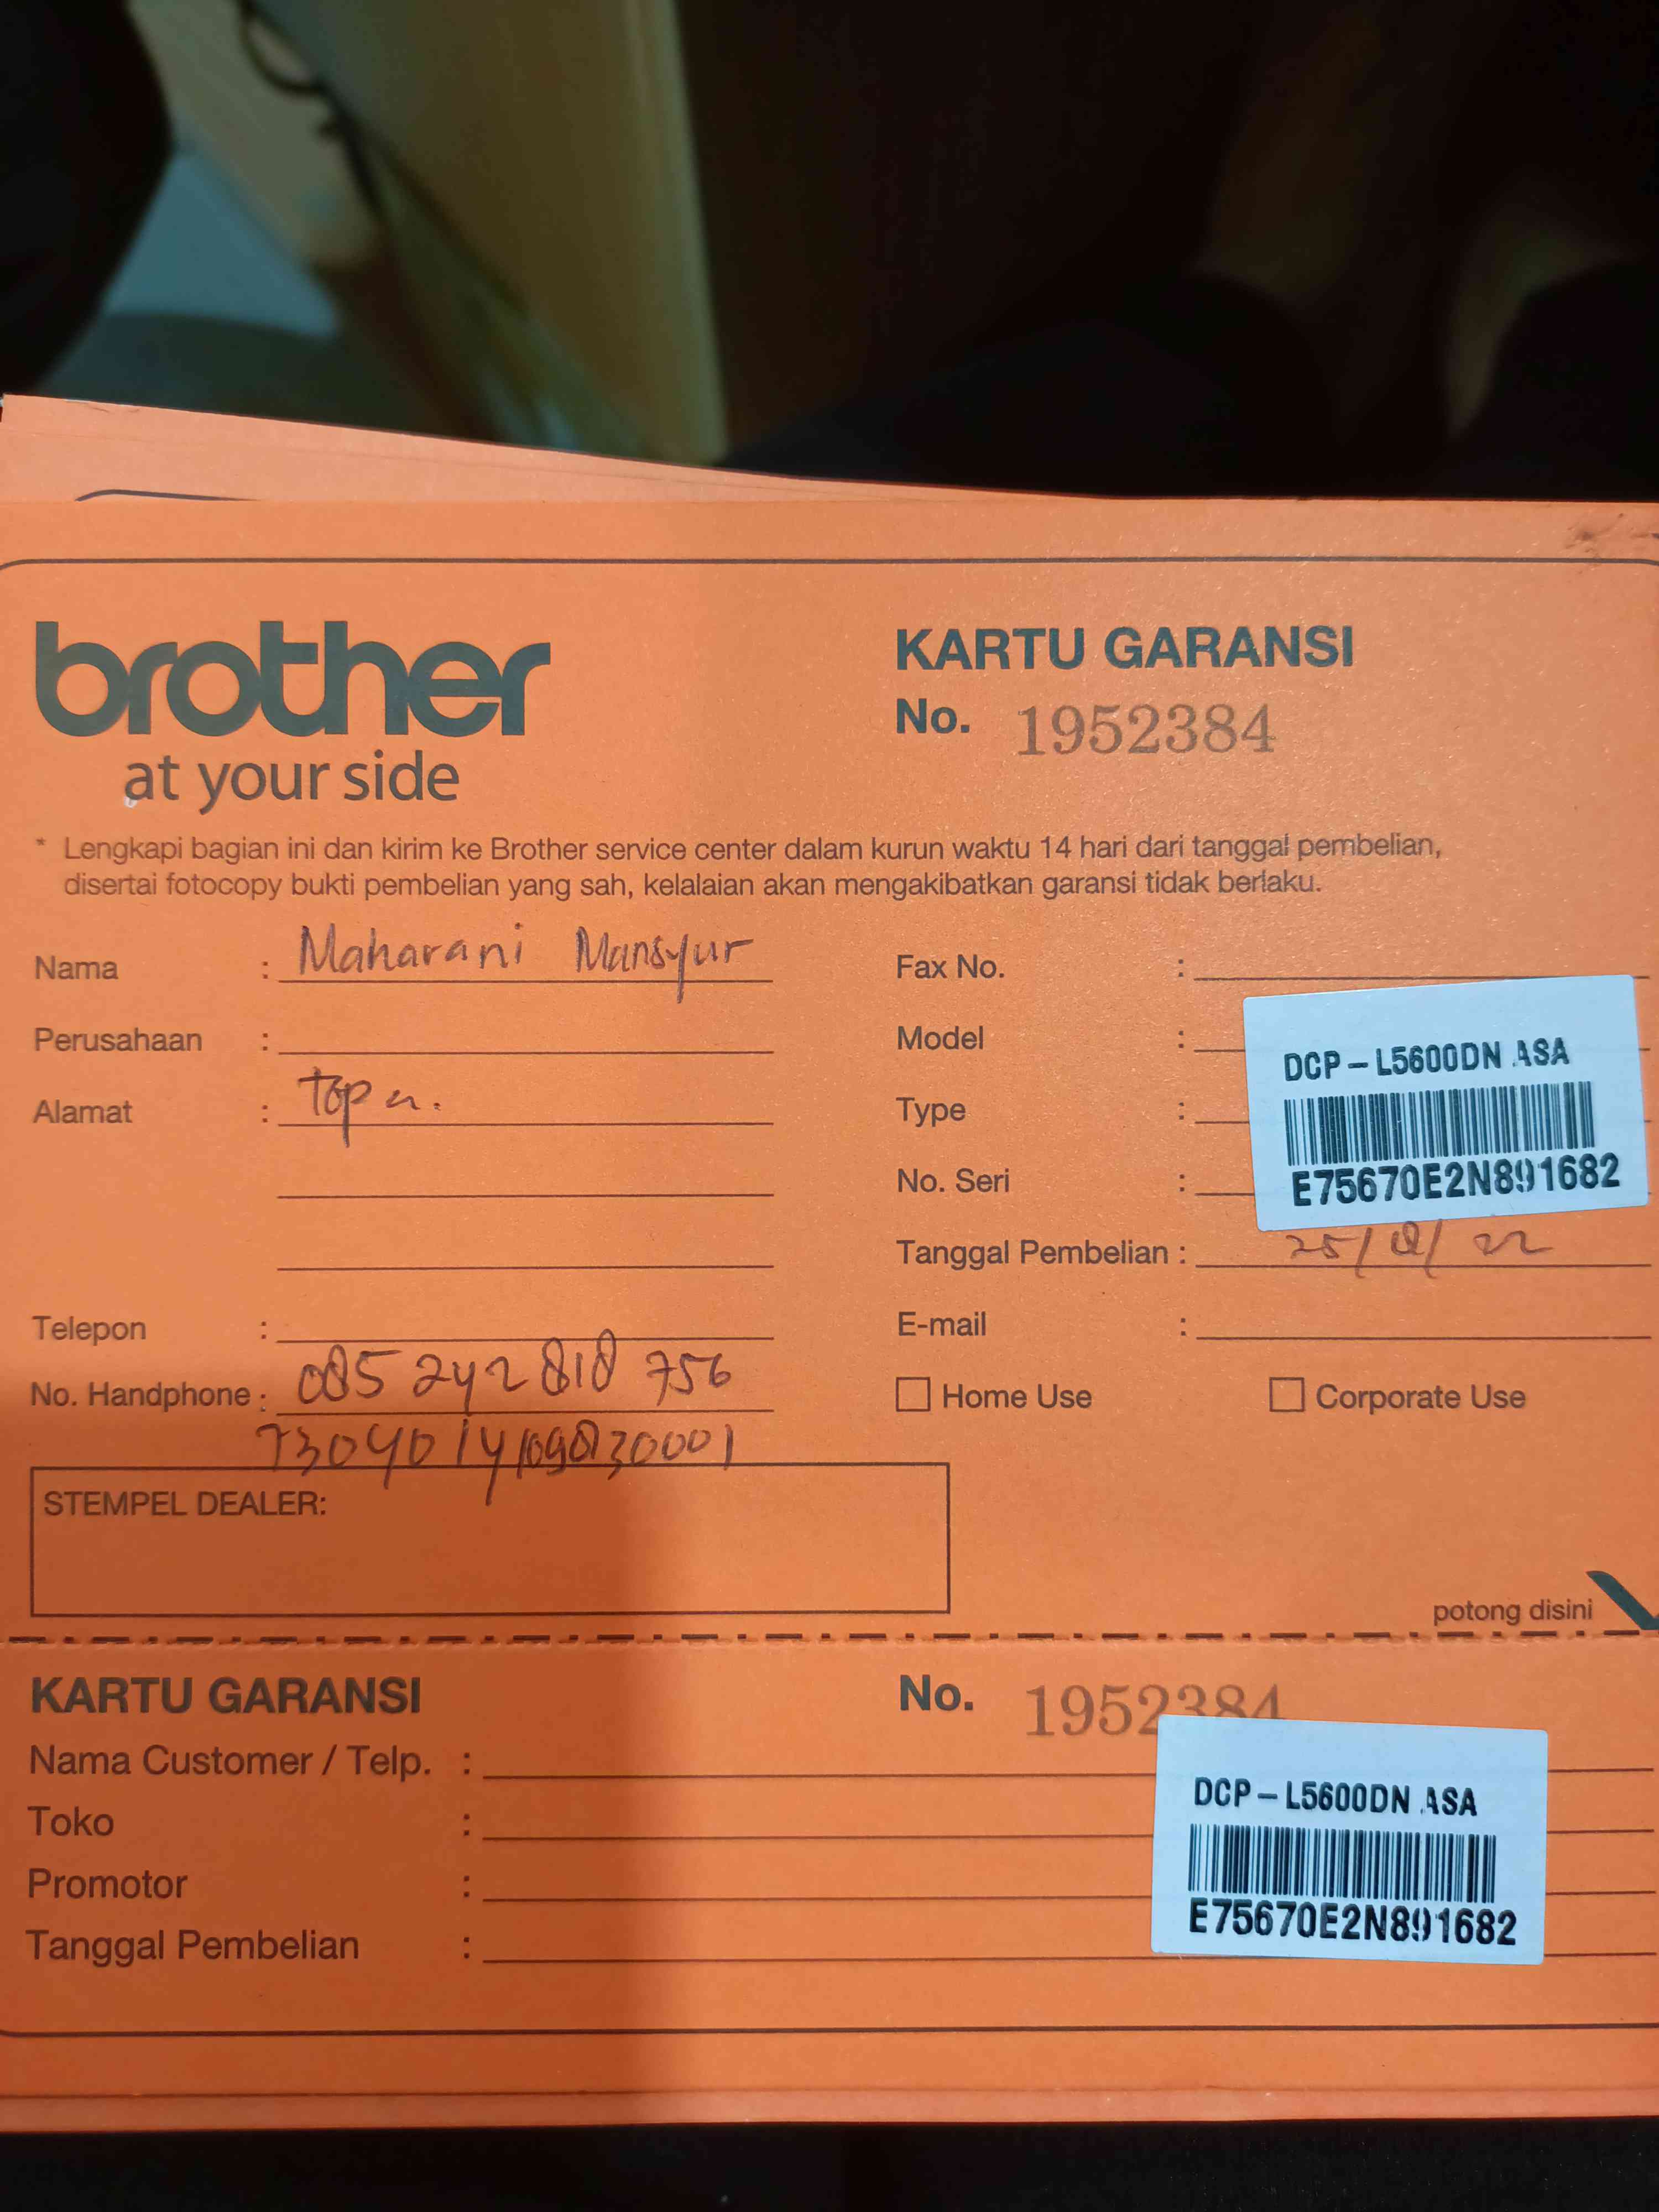 brother
at your side
KARTU GARANSI
No. 1952384
* Lengkapi bagian ini dan kirim ke Brother service center dalam kurun waktu 14 hari dari tanggal pembelian,
disertai fotocopy bukti pembelian yang sah, kelalaian akan mengakibatkan garansi tidak berlaku.
Nama : Maharani Mansyur
Perusahaan :
Alamat :
Telepon :
No. Handphone : 085 242 818 756
Fax No. :
Model :
Type :
No. Seri :
DCP-L5600DN ASA
E75670E2N891682
Tanggal Pembelian : 25/8/22
E-mail :
Home Use
Corporate Use
STEMPEL DEALER:
potong disini
KARTU GARANSI
No. 1952384
Nama Customer / Telp. :
Toko :
Promotor :
Tanggal Pembelian :
DCP-L5600DN ASA
E75670E2N891682